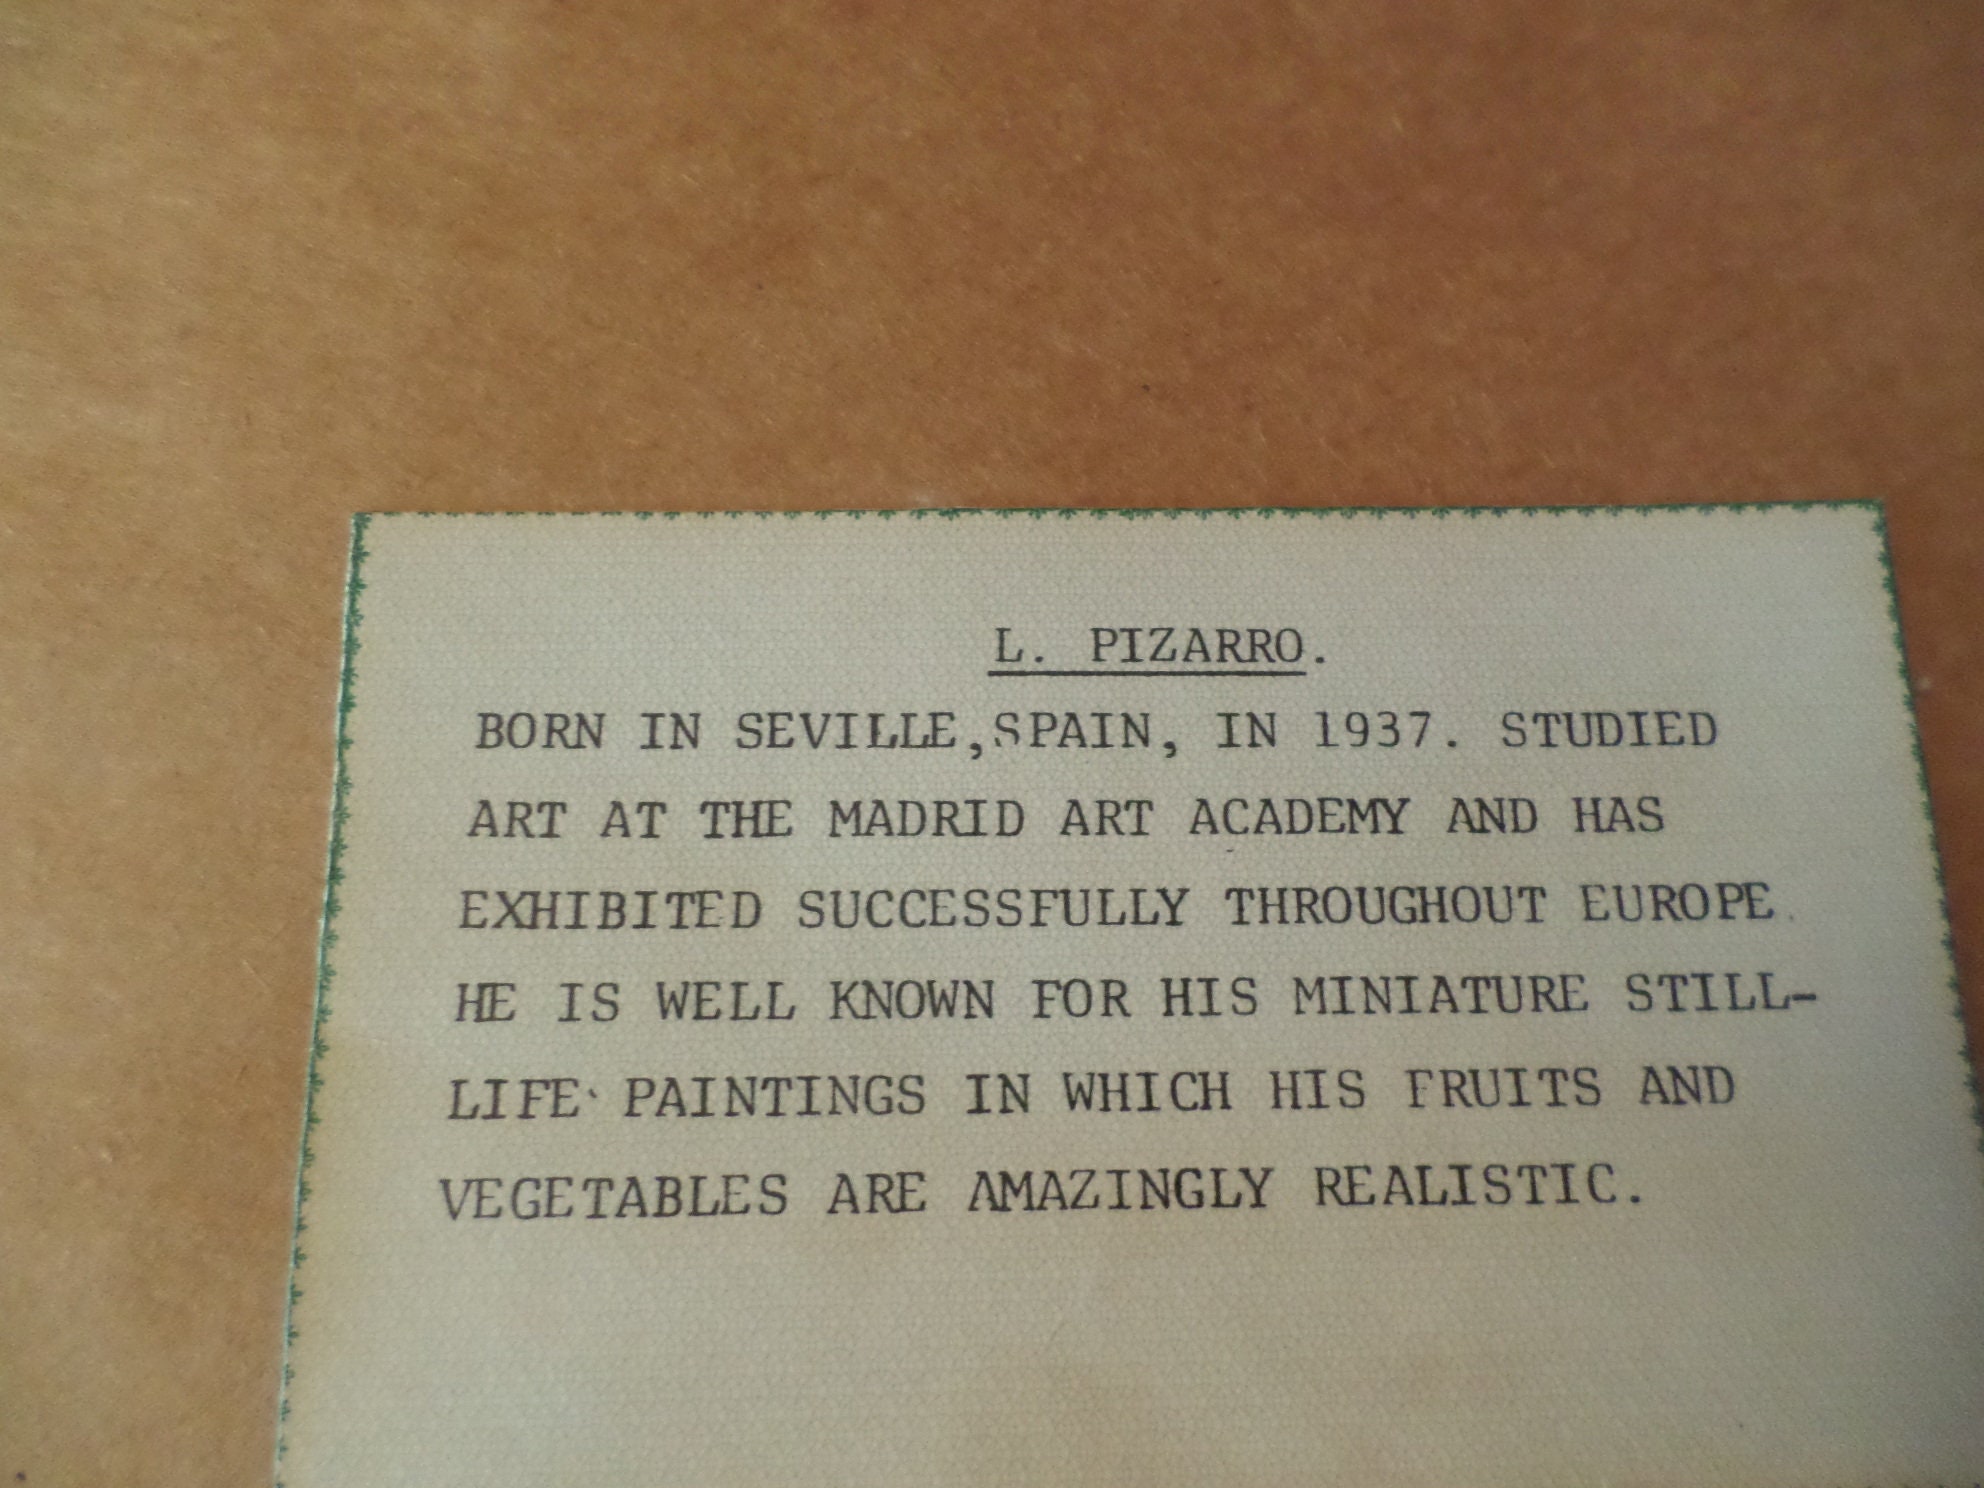 L. PIZARRO.
BORN IN SEVILLE,SPAIN, IN 1937. STUDIED
ART AT THE MADRID ART ACADEMY AND HAS
EXHIBITED SUCCESSFULLY THROUGHOUT EUROPE.
HE IS WELL KNOWN FOR HIS MINIATURE STILL-
LIFE PAINTINGS IN WHICH HIS FRUITS AND
VEGETABLES ARE AMAZINGLY REALISTIC.